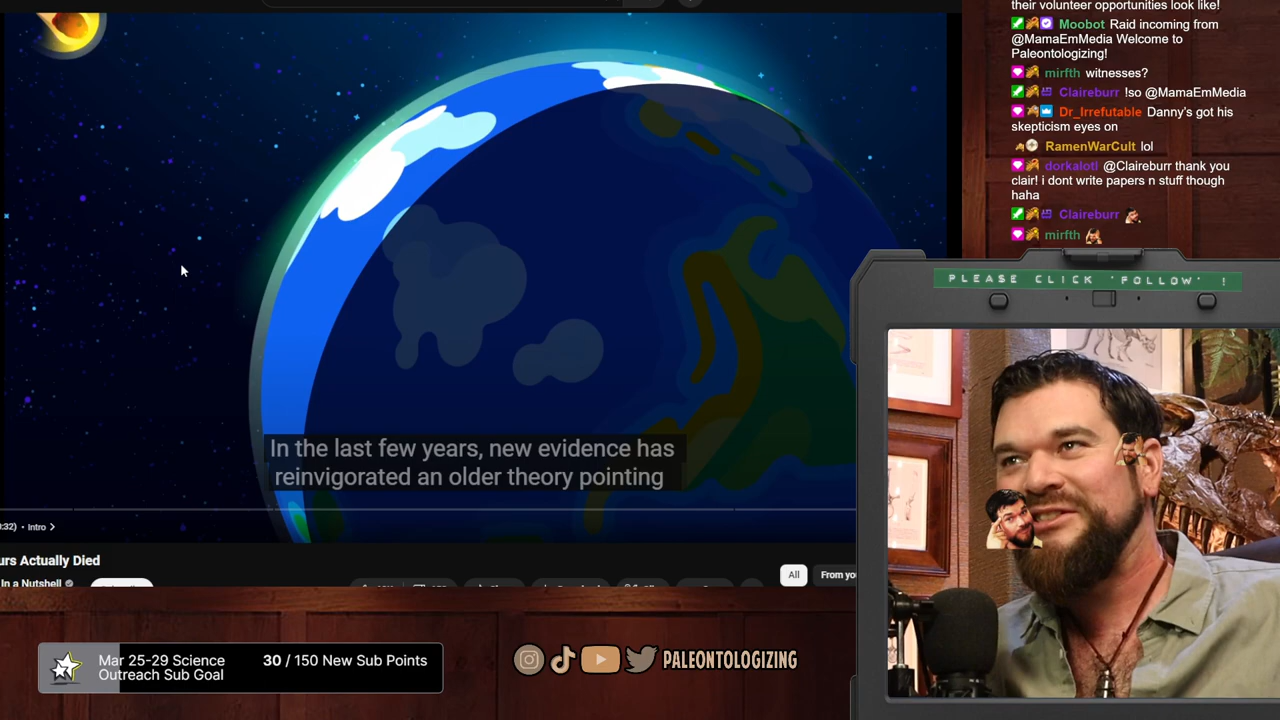 their volunteer opportunities look like!
Moobot Raid incoming from
@MamaEmMedia Welcome to
Paleontologizing!
mirfth witnesses?
Claireburr !so @MamaEmMedia
Dr_Irrefutable Danny's got his
skepticism eyes on
RamenWarCult lol
dorkalotl @Claireburr thank you
clair! i dont write papers n stuff though
haha
Claireburr
mirfth
PLEASE CLICK 'FOLLOW' !
In the last few years, new evidence has
reinvigorated an older theory pointing
:32) • Intro
urs Actually Died
In a Nutshell
All
From you
Mar 25-29 Science
Outreach Sub Goal
30 / 150 New Sub Points
PALEONTOLOGIZING